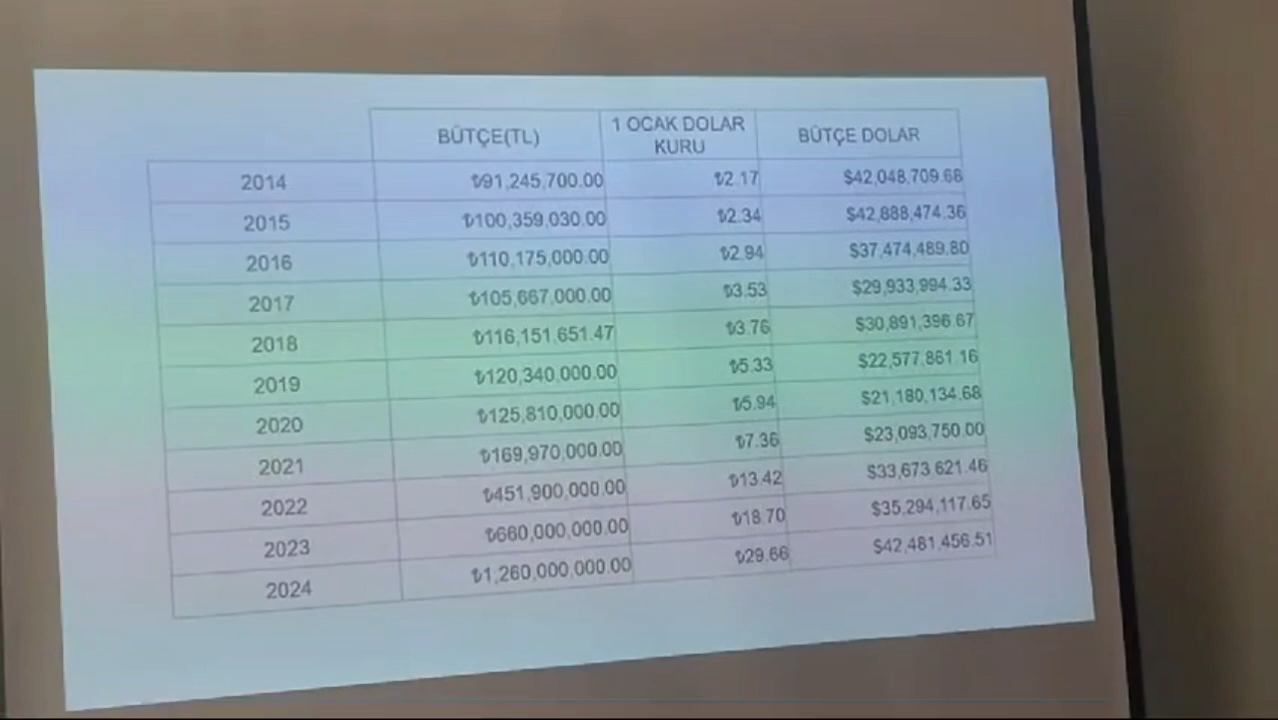 BÜTÇE(TL) 1 OCAK DOLAR KURU BÜTÇE DOLAR
2014 ₺91,245,700.00 ₺2.17 $42,048,709.68
2015 ₺100,359,030.00 ₺2.34 $42,888,474.36
2016 ₺110,175,000.00 ₺2.94 $37,474,489.80
2017 ₺105,667,000.00 ₺3.53 $29,933,994.33
2018 ₺116,151,651.47 ₺3.76 $30,891,396.67
2019 ₺120,340,000.00 ₺5.33 $22,577,861.16
2020 ₺125,810,000.00 ₺5.94 $21,180,134.68
2021 ₺169,970,000.00 ₺7.36 $23,093,750.00
2022 ₺451,900,000.00 ₺13.42 $33,673,621.46
2023 ₺660,000,000.00 ₺18.70 $35,294,117.65
2024 ₺1,260,000,000.00 ₺29.66 $42,481,456.51